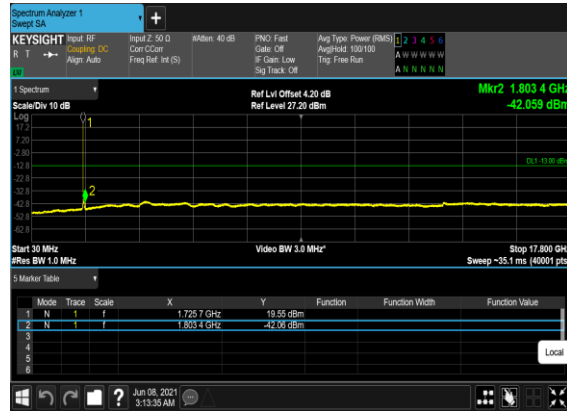 Spectrum Analyzer 1
Swept SA
+
KEYSIGHT Input: RF Input Z: 50 Ω #Atten: 40 dB PNO: Fast Avg Type: Power (RMS) 1 2 3 4 5 6
R T Coupling: DC Corr CCorr Gate: Off Avg|Hold: 100/100 A W W W W W
Align: Auto Freq Ref: Int (S) IF Gain: Low Trig: Free Run
Sig Track: Off A N N N N N
1 Spectrum Ref Lvl Offset 4.20 dB Mkr2 1.803 4 GHz
Scale/Div 10 dB Ref Level 27.20 dBm -42.059 dBm
Log
17.2
7.20
-2.80
-12.8
-22.8
-32.8
-42.8
-52.8
-62.8
1
DL1 -13.00 dBm
2
Start 30 MHz Video BW 3.0 MHz* Stop 17.800 GHz
#Res BW 1.0 MHz Sweep ~35.1 ms (40001 pts)
5 Marker Table
Mode Trace Scale X Y Function Function Width Function Value
1 N 1 f 1.725 7 GHz 19.55 dBm
2 N 1 f 1.803 4 GHz -42.06 dBm
3
4
5
6
Local
? Jun 08, 2021
3:13:35 AM